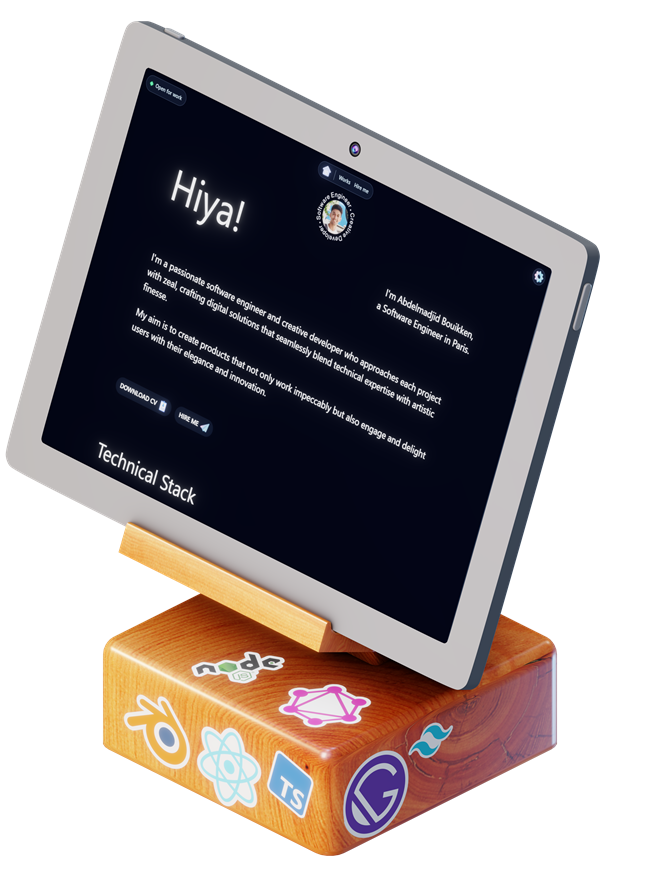 Open for work
Works Hire me
Software Engineer • Creative Developer •
Hiya!
I'm Abdelmadjid Bouikken,
a Software Engineer in Paris.
I'm a passionate software engineer and creative developer who approaches each project
with zeal, crafting digital solutions that seamlessly blend technical expertise with artistic
finesse.
My aim is to create products that not only work impeccably but also engage and delight
users with their elegance and innovation.
DOWNLOAD CV
HIRE ME
Technical Stack
node
JS
TS
G